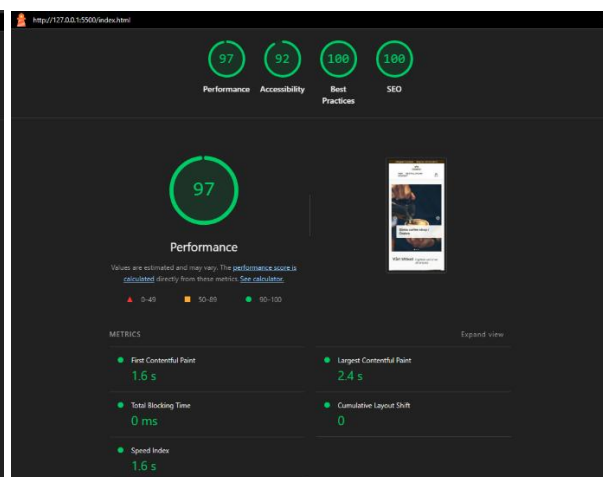 http://127.0.0.1:5500/index.html
97
92
100
100
Performance
Accessibility
Best
Practices
SEO
97
Performance
Values are estimated and may vary. The performance score is
calculated directly from these metrics. See calculator.
0–49
50–89
90–100
METRICS
Expand view
First Contentful Paint
1.6 s
Largest Contentful Paint
2.4 s
Total Blocking Time
0 ms
Cumulative Layout Shift
0
Speed Index
1.6 s